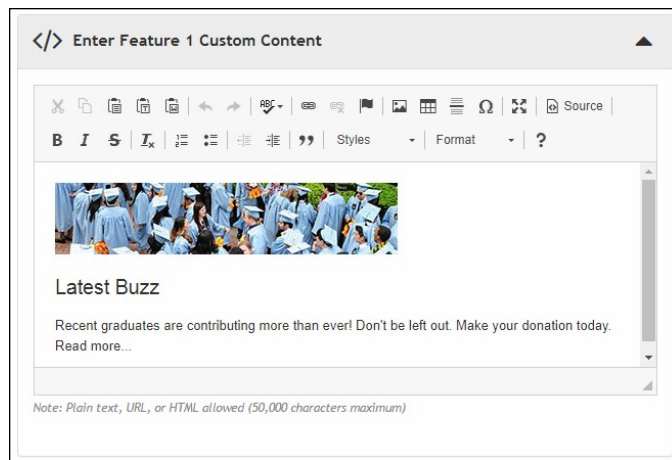 </> Enter Feature 1 Custom Content
ABC Ω Source
B I S Tx ” Styles Format ?
Latest Buzz
Recent graduates are contributing more than ever! Don't be left out. Make your donation today.
Read more...
Note: Plain text, URL, or HTML allowed (50,000 characters maximum)